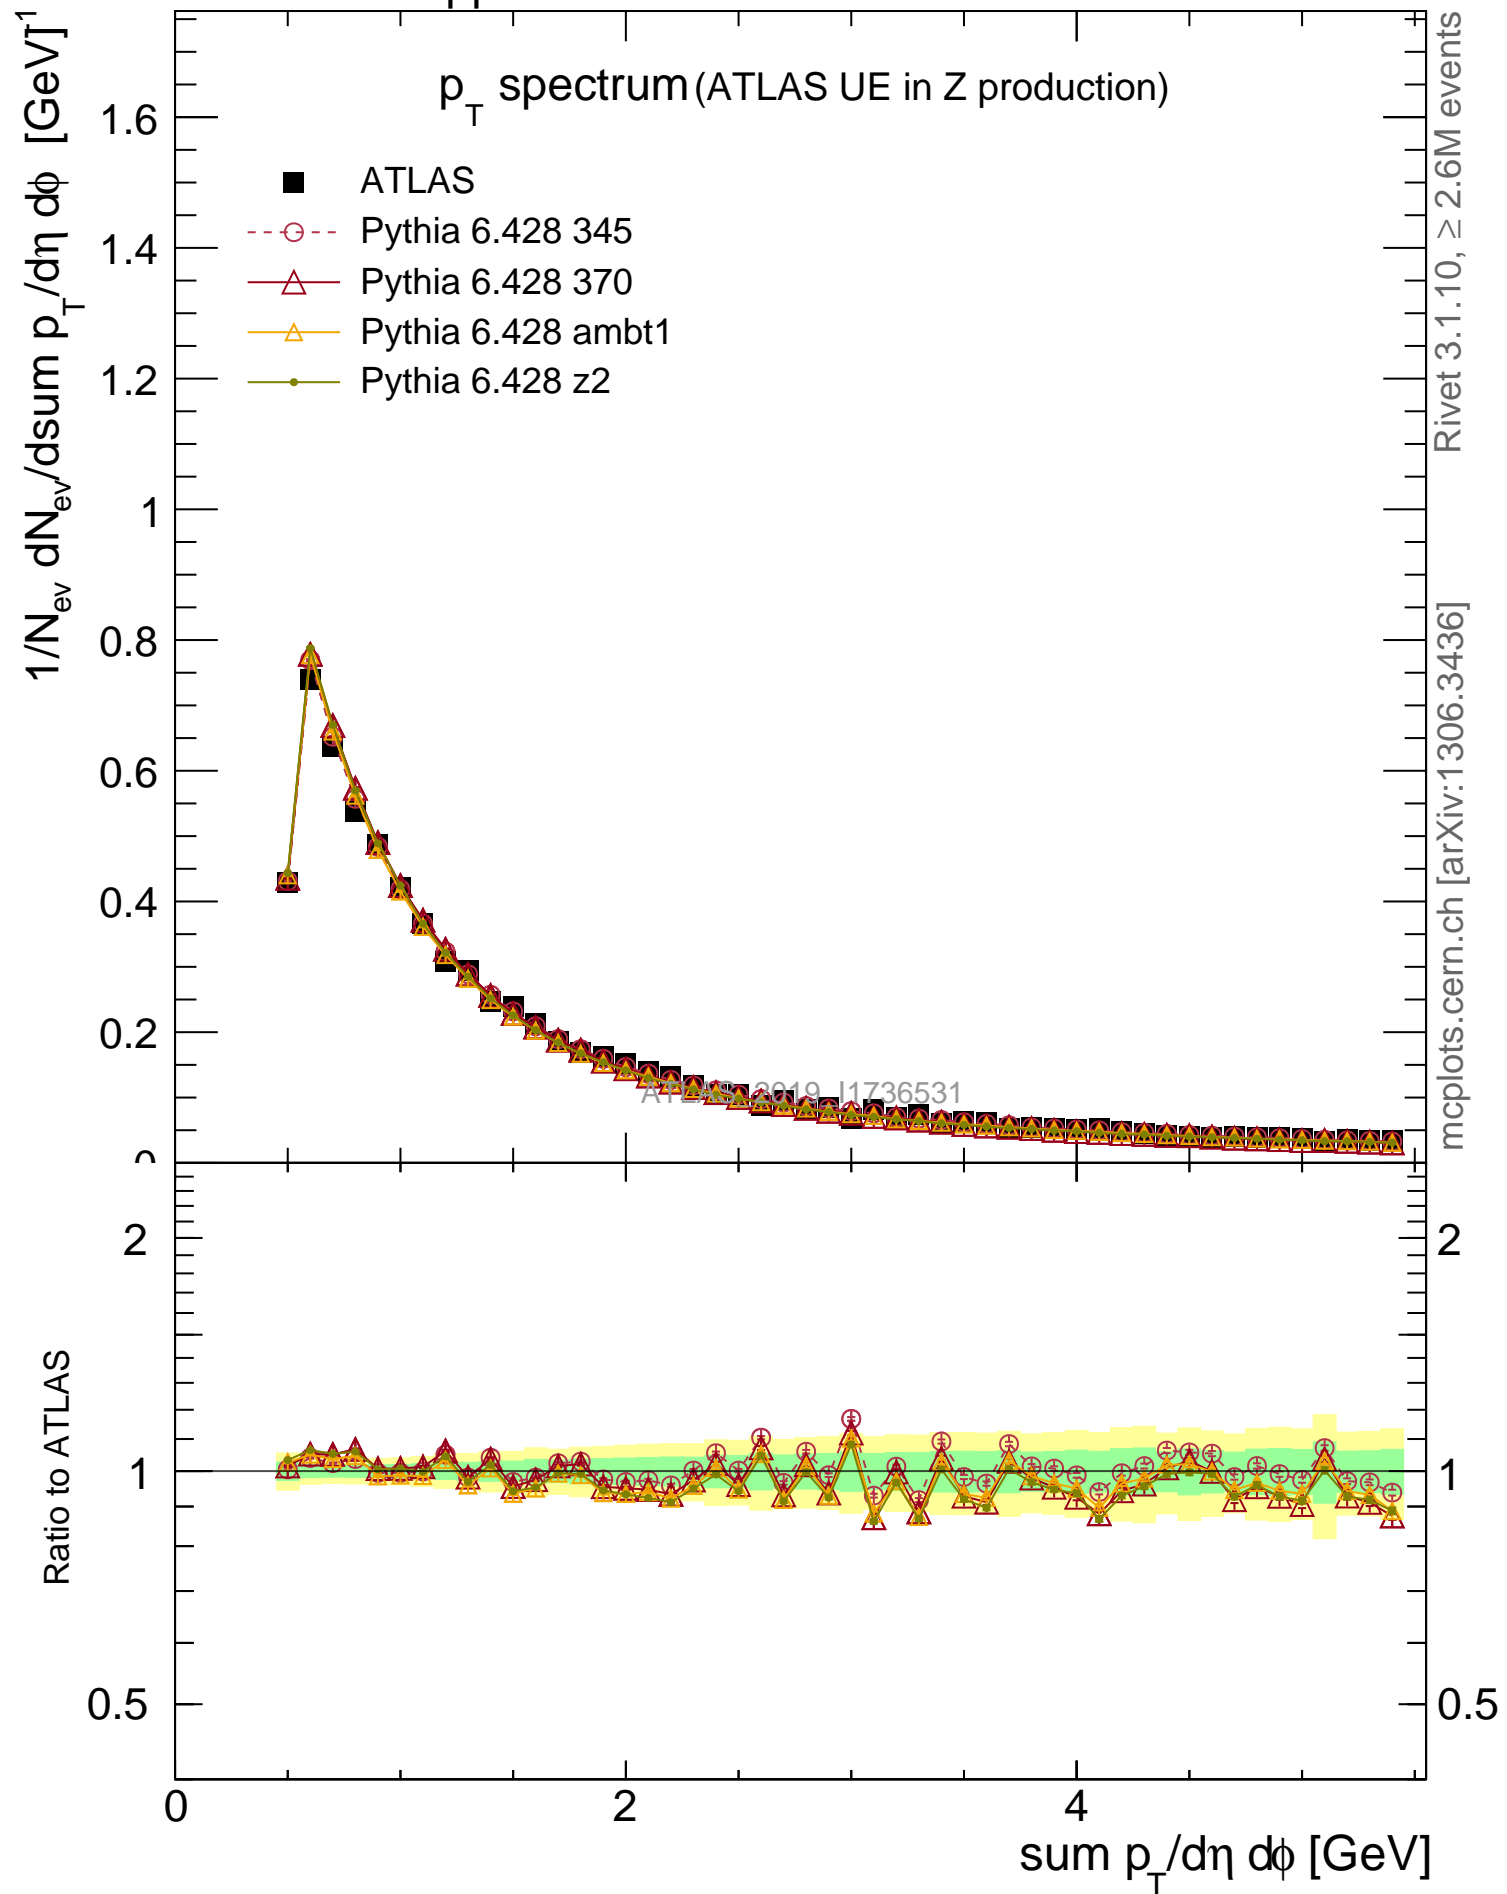 pp
p_T spectrum (ATLAS UE in Z production)
1/N_ev dN_ev/dsum p_T/dη dϕ [GeV]^-1
ATLAS
Pythia 6.428 345
Pythia 6.428 370
Pythia 6.428 ambt1
Pythia 6.428 z2
1.6
1.4
1.2
1
0.8
0.6
0.4
0.2
0
ATLAS_2019_I1736531
Rivet 3.1.10, ≥ 2.6M events
mcplots.cern.ch [arXiv:1306.3436]
Ratio to ATLAS
2
1
0.5
2
1
0.5
0
2
4
sum p_T/dη dϕ [GeV]